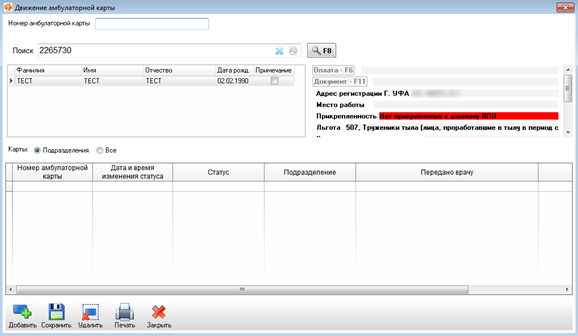 Движение амбулаторной карты
Номер амбулаторной карты
Поиск 2265730 F8
Фамилия Имя Отчество Дата рожд. Примечание
ТЕСТ ТЕСТ ТЕСТ 02.02.1990
Оплата - F6
Документ - F11
Адрес регистрации Г. УФА
Место работы
Прикрепленность Нет прикрепления к данному ЛПУ
Льгота 507, Труженики тыла (лица, проработавшие в тылу в период с
Карты: Подразделения Все
Номер амбулаторной карты Дата и время изменения статуса Статус Подразделение Передано врачу
Добавить Сохранить Удалить Печать Закрыть